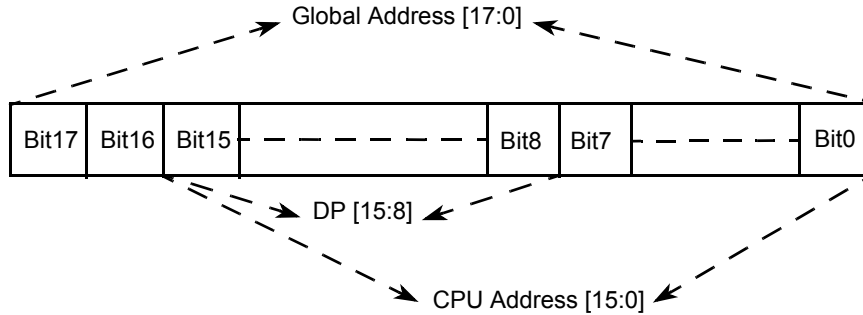 Global Address [17:0]
Bit17 Bit16 Bit15 Bit8 Bit7 Bit0
DP [15:8]
CPU Address [15:0]